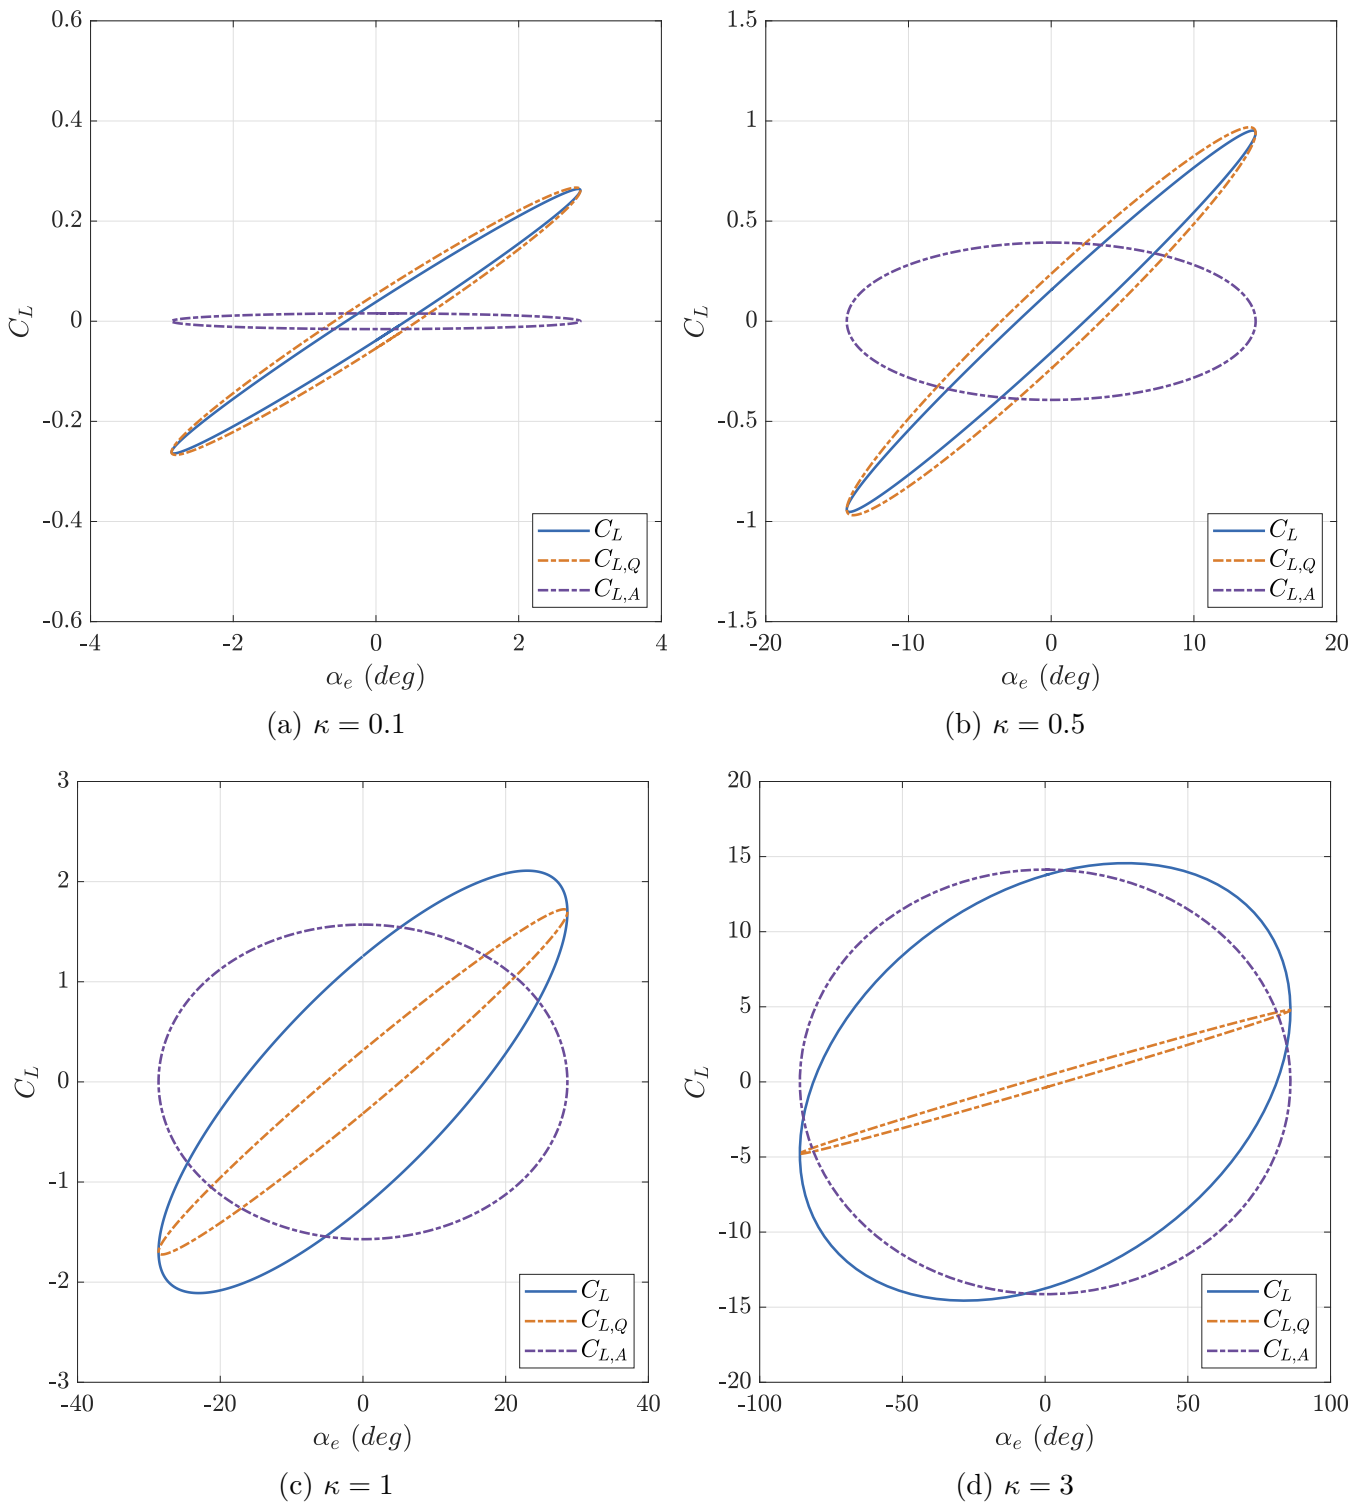 0.6
0.4
0.2
0
-0.2
-0.4
-0.6
C_L
-4 -2 0 2 4
α_e (deg)
C_L
C_{L,Q}
C_{L,A}
(a) κ = 0.1
1.5
1
0.5
0
-0.5
-1
-1.5
C_L
-20 -10 0 10 20
α_e (deg)
C_L
C_{L,Q}
C_{L,A}
(b) κ = 0.5
3
2
1
0
-1
-2
-3
C_L
-40 -20 0 20 40
α_e (deg)
C_L
C_{L,Q}
C_{L,A}
(c) κ = 1
20
15
10
5
0
-5
-10
-15
-20
C_L
-100 -50 0 50 100
α_e (deg)
C_L
C_{L,Q}
C_{L,A}
(d) κ = 3